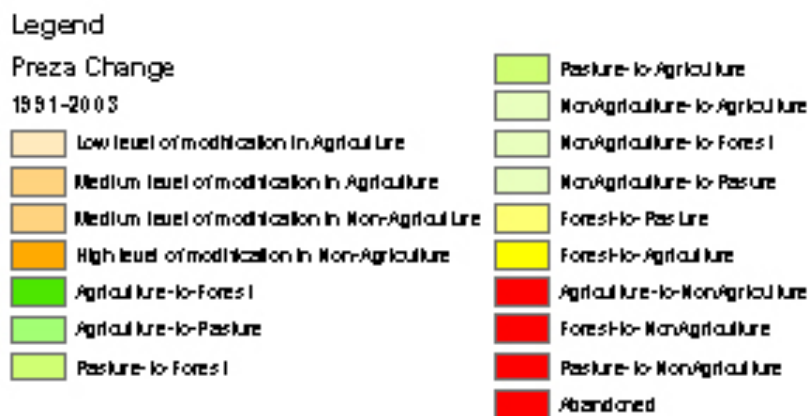 Legend
Preza Change
1991-2003
Low level of modification in Agriculture
Medium level of modification in Agriculture
Medium level of modification in Non-Agriculture
High level of modification in Non-Agriculture
Agriculture-to-Forest
Agriculture-to-Pasture
Pasture-to-Forest
Pasture-to-Agriculture
NonAgriculture-to-Agriculture
NonAgriculture-to-Forest
NonAgriculture-to-Pasure
Forest-to-Pasture
Forest-to-Agriculture
Agriculture-to-NonAgriculture
Forest-to-NonAgriculture
Pasture-to-NonAgriculture
Abandoned